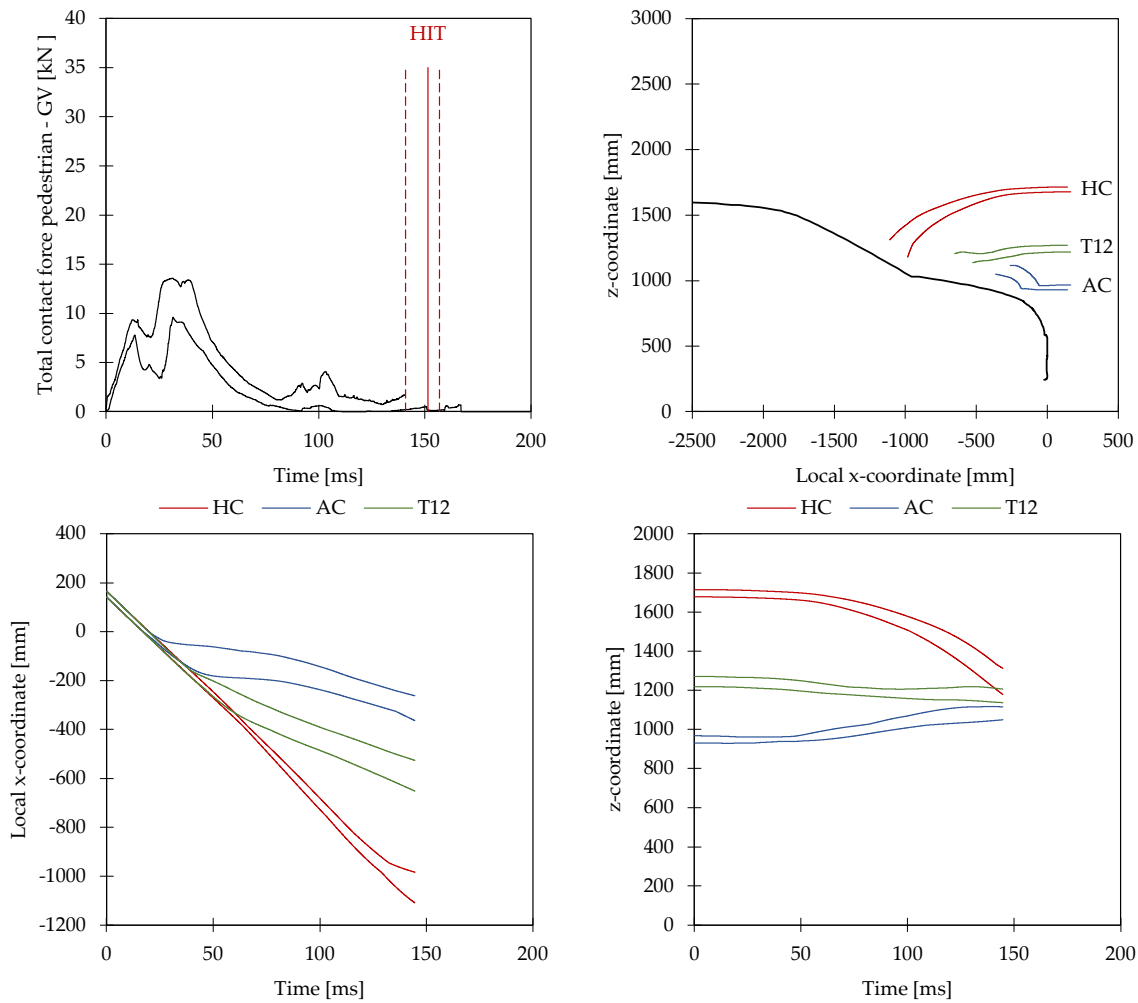 Total contact force pedestrian - GV [kN ]
40
35
30
25
20
15
10
5
0
HIT
0 50 100 150 200
Time [ms]
z-coordinate [mm]
3000
2500
2000
1500
1000
500
0
HC
T12
AC
-2500 -2000 -1500 -1000 -500 0 500
Local x-coordinate [mm]
HC AC T12
Local x-coordinate [mm]
400
200
0
-200
-400
-600
-800
-1000
-1200
0 50 100 150 200
Time [ms]
HC AC T12
z-coordinate [mm]
2000
1800
1600
1400
1200
1000
800
600
400
200
0
0 50 100 150 200
Time [ms]